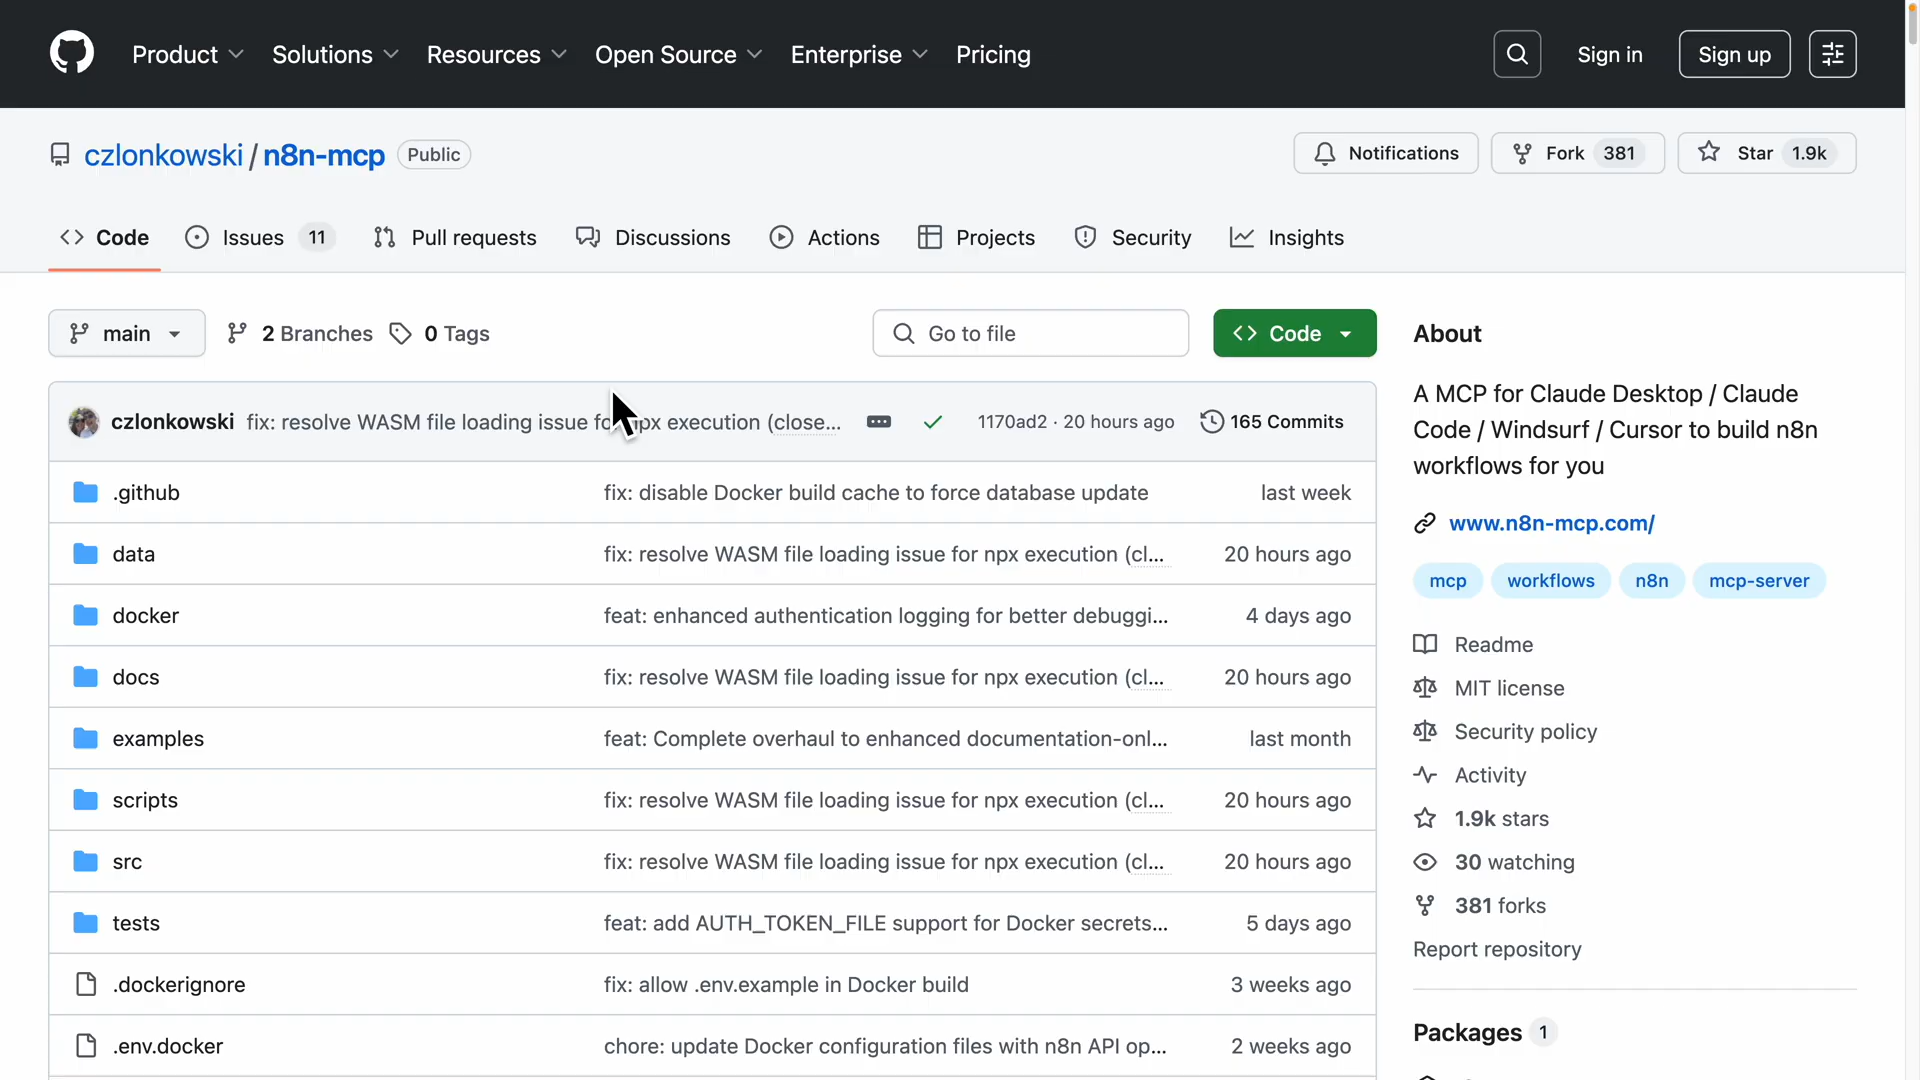 Product Solutions Resources Open Source Enterprise Pricing Sign in Sign up
czlonkowski / n8n-mcp Public Notifications Fork 381 Star 1.9k
Code Issues 11 Pull requests Discussions Actions Projects Security Insights
main 2 Branches 0 Tags Go to file Code
czlonkowski fix: resolve WASM file loading issue for npx execution (close... 1170ad2 · 20 hours ago 165 Commits
.github fix: disable Docker build cache to force database update last week
data fix: resolve WASM file loading issue for npx execution (cl... 20 hours ago
docker feat: enhanced authentication logging for better debuggi... 4 days ago
docs fix: resolve WASM file loading issue for npx execution (cl... 20 hours ago
examples feat: Complete overhaul to enhanced documentation-onl... last month
scripts fix: resolve WASM file loading issue for npx execution (cl... 20 hours ago
src fix: resolve WASM file loading issue for npx execution (cl... 20 hours ago
tests feat: add AUTH_TOKEN_FILE support for Docker secrets... 5 days ago
.dockerignore fix: allow .env.example in Docker build 3 weeks ago
.env.docker chore: update Docker configuration files with n8n API op... 2 weeks ago
About
A MCP for Claude Desktop / Claude
Code / Windsurf / Cursor to build n8n
workflows for you
www.n8n-mcp.com/
mcp workflows n8n mcp-server
Readme
MIT license
Security policy
Activity
1.9k stars
30 watching
381 forks
Report repository
Packages 1